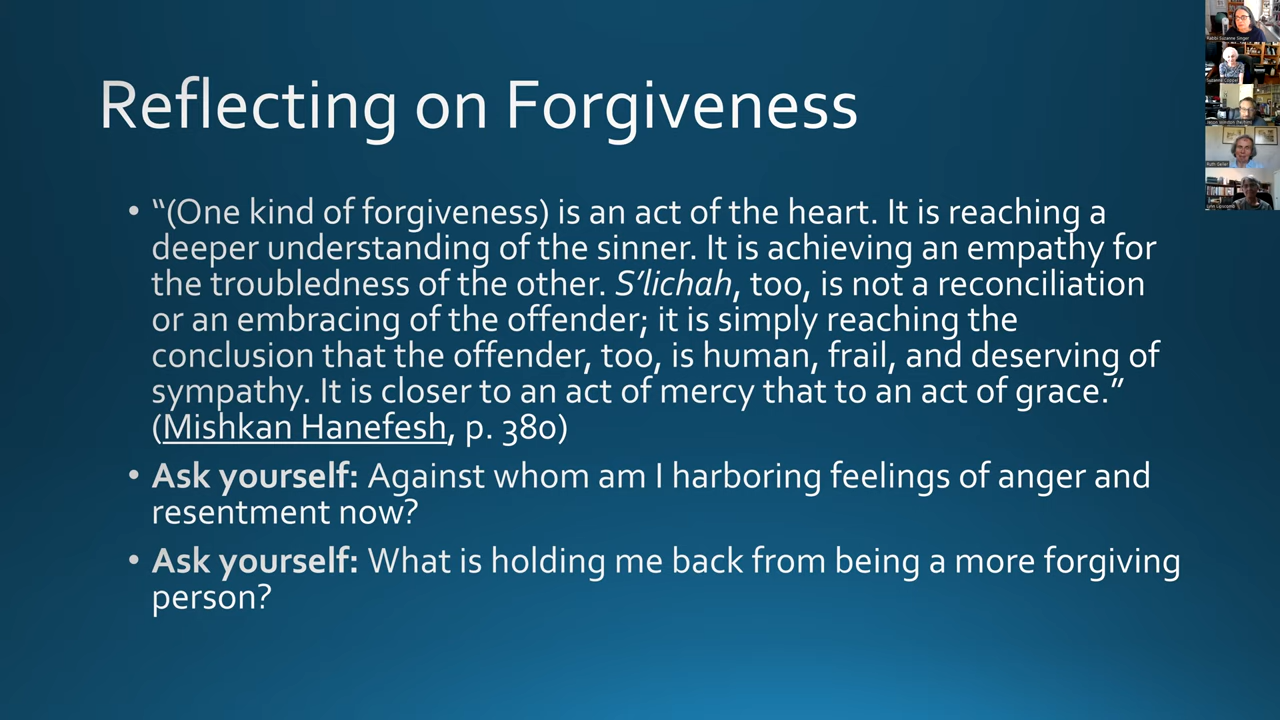 Reflecting on Forgiveness
• “(One kind of forgiveness) is an act of the heart. It is reaching a
deeper understanding of the sinner. It is achieving an empathy for
the troubledness of the other. S’lichah, too, is not a reconciliation
or an embracing of the offender; it is simply reaching the
conclusion that the offender, too, is human, frail, and deserving of
sympathy. It is closer to an act of mercy that to an act of grace.”
(Mishkan Hanefesh, p. 380)
• Ask yourself: Against whom am I harboring feelings of anger and
resentment now?
• Ask yourself: What is holding me back from being a more forgiving
person?
Rabbi Suzanne Singer